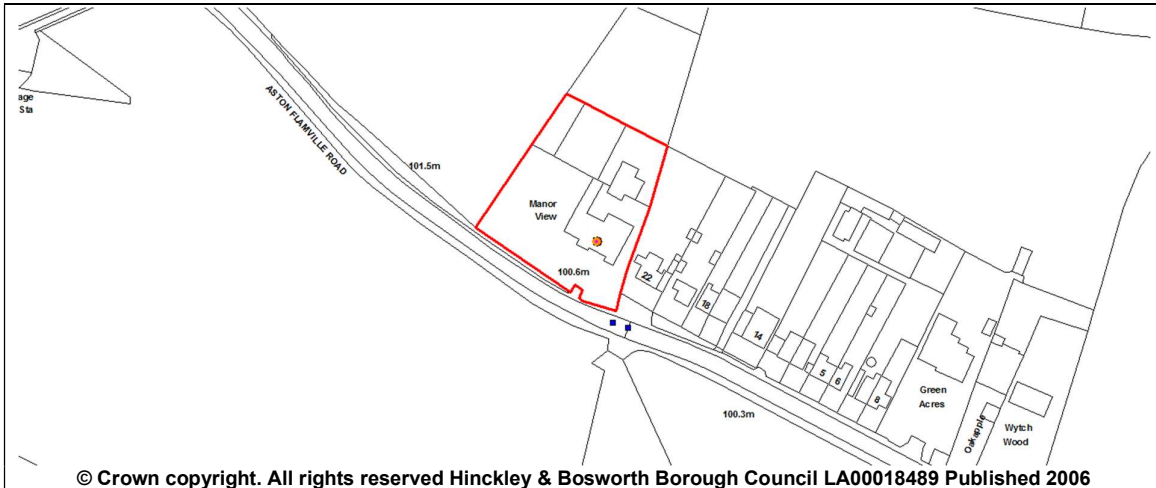 age
Sta
ASTON FLAMVILLE ROAD
101.5m
Manor
View
100.6m
22
18
14
5
6
8
Green
Acres
Oakapple
Wytch
Wood
100.3m
© Crown copyright. All rights reserved Hinckley & Bosworth Borough Council LA00018489 Published 2006